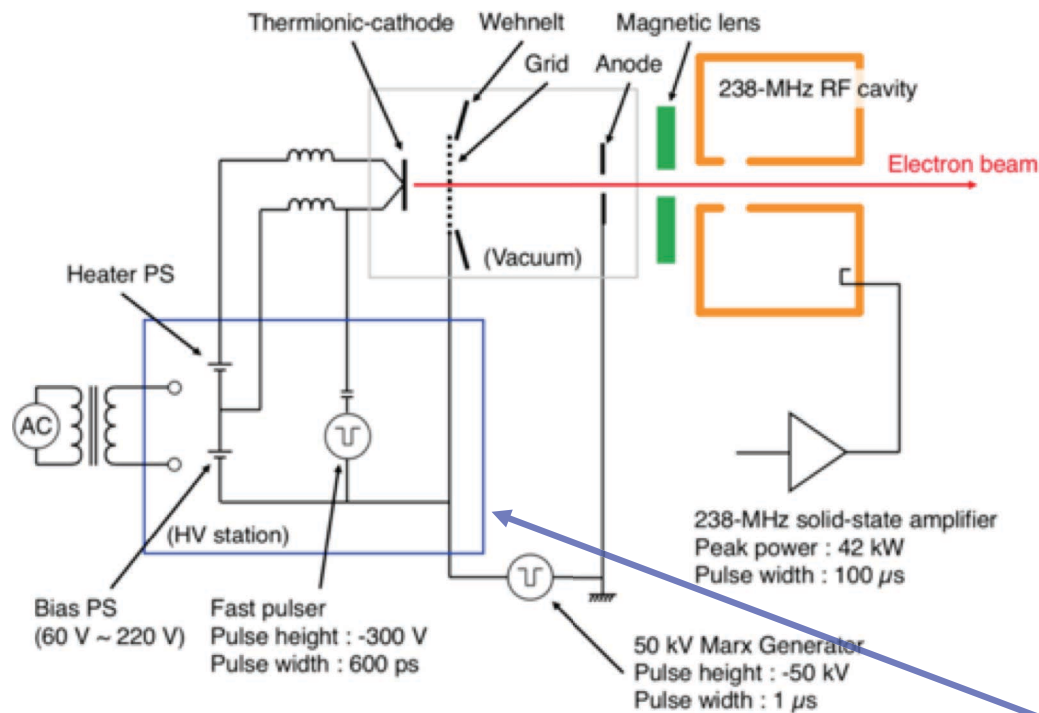 Thermionic-cathode
Wehnelt
Magnetic lens
Grid
Anode
238-MHz RF cavity
Electron beam
(Vacuum)
Heater PS
AC
(HV station)
Bias PS
(60 V ~ 220 V)
Fast pulser
Pulse height : -300 V
Pulse width : 600 ps
238-MHz solid-state amplifier
Peak power : 42 kW
Pulse width : 100 µs
50 kV Marx Generator
Pulse height : -50 kV
Pulse width : 1 µs